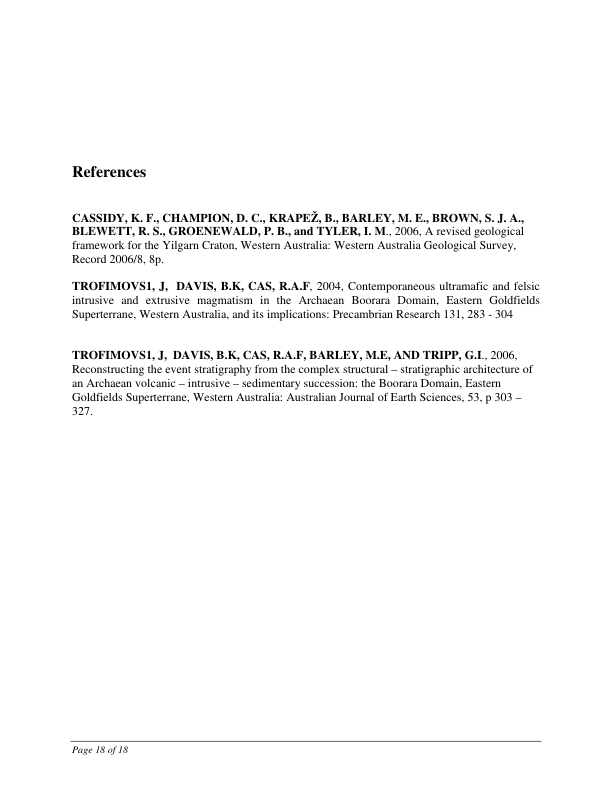 References
CASSIDY, K. F., CHAMPION, D. C., KRAPEŽ, B., BARLEY, M. E., BROWN, S. J. A.,
BLEWETT, R. S., GROENEWALD, P. B., and TYLER, I. M., 2006, A revised geological
framework for the Yilgarn Craton, Western Australia: Western Australia Geological Survey,
Record 2006/8, 8p.
TROFIMOVS1, J, DAVIS, B.K, CAS, R.A.F, 2004, Contemporaneous ultramafic and felsic
intrusive and extrusive magmatism in the Archaean Boorara Domain, Eastern Goldfields
Superterrane, Western Australia, and its implications: Precambrian Research 131, 283 - 304
TROFIMOVS1, J, DAVIS, B.K, CAS, R.A.F, BARLEY, M.E, AND TRIPP, G.I., 2006,
Reconstructing the event stratigraphy from the complex structural – stratigraphic architecture of
an Archaean volcanic – intrusive – sedimentary succession: the Boorara Domain, Eastern
Goldfields Superterrane, Western Australia: Australian Journal of Earth Sciences, 53, p 303 –
327.
Page 18 of 18